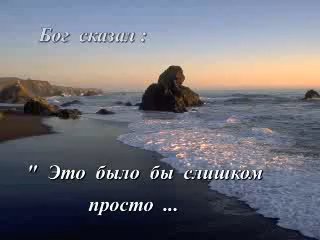 Бог сказал :
" Это было бы слишком
просто ...